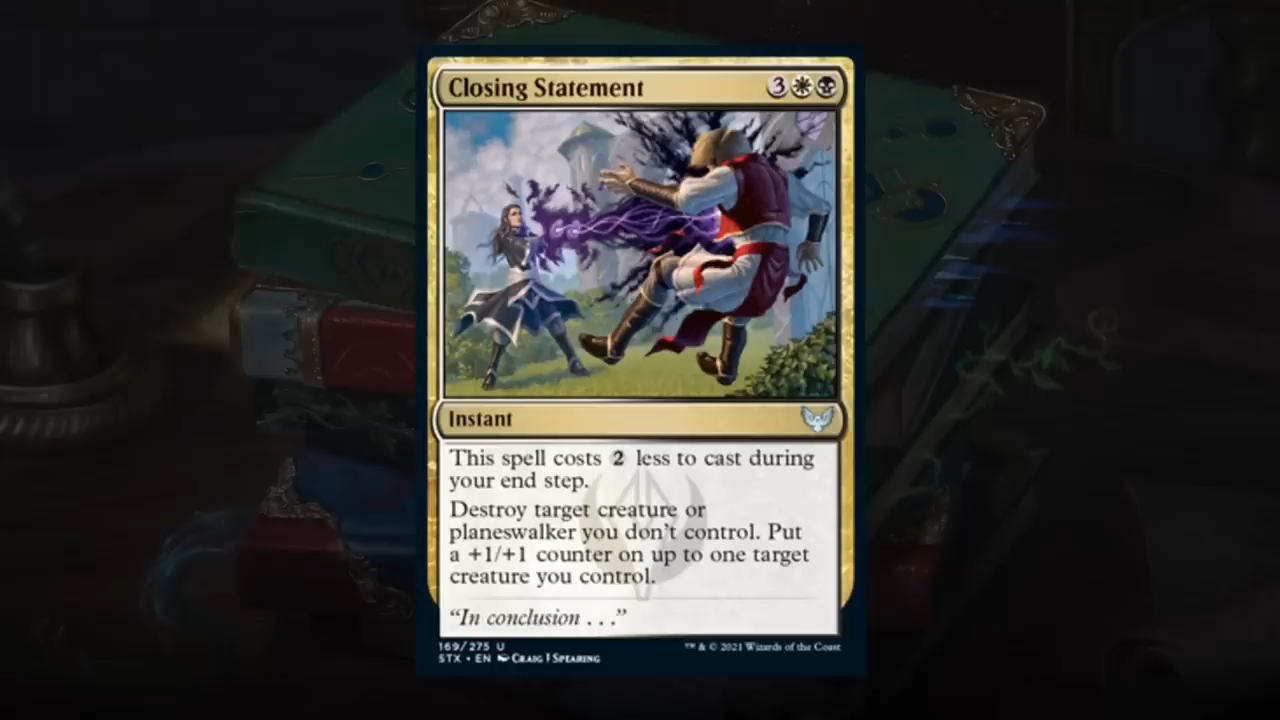 Closing Statement 3
Instant
This spell costs 2 less to cast during
your end step.
Destroy target creature or
planeswalker you don't control. Put
a +1/+1 counter on up to one target
creature you control.
"In conclusion . . ."
169/275 U
STX • EN Craig J Spearing
™ & © 2021 Wizards of the Coast